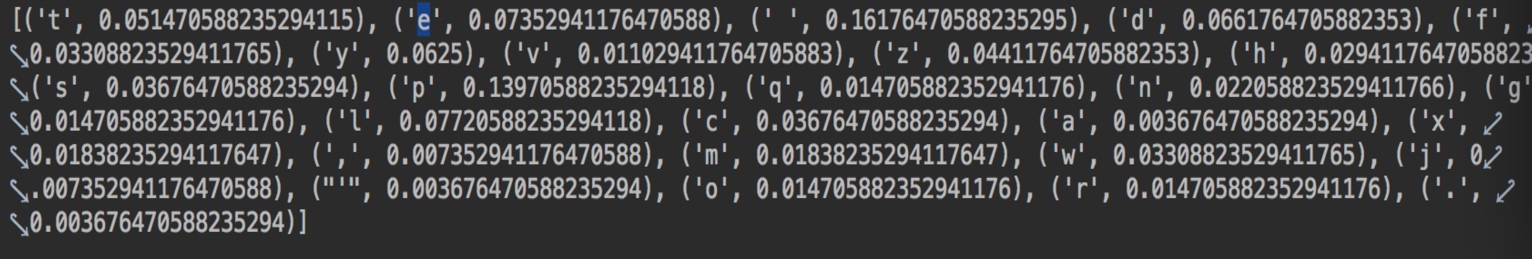 [('t', 0.051470588235294115), ('e', 0.07352941176470588), (' ', 0.16176470588235295), ('d', 0.0661764705882353), ('f',
0.03308823529411765), ('y', 0.0625), ('v', 0.011029411764705883), ('z', 0.04411764705882353), ('h', 0.0294117647058823
('s', 0.03676470588235294), ('p', 0.13970588235294118), ('q', 0.014705882352941176), ('n', 0.022058823529411766), ('g'
0.014705882352941176), ('l', 0.07720588235294118), ('c', 0.03676470588235294), ('a', 0.003676470588235294), ('x',
0.01838235294117647), (',', 0.007352941176470588), ('m', 0.01838235294117647), ('w', 0.03308823529411765), ('j', 0
.007352941176470588), ("'", 0.003676470588235294), ('o', 0.014705882352941176), ('r', 0.014705882352941176), ('.',
0.003676470588235294)]